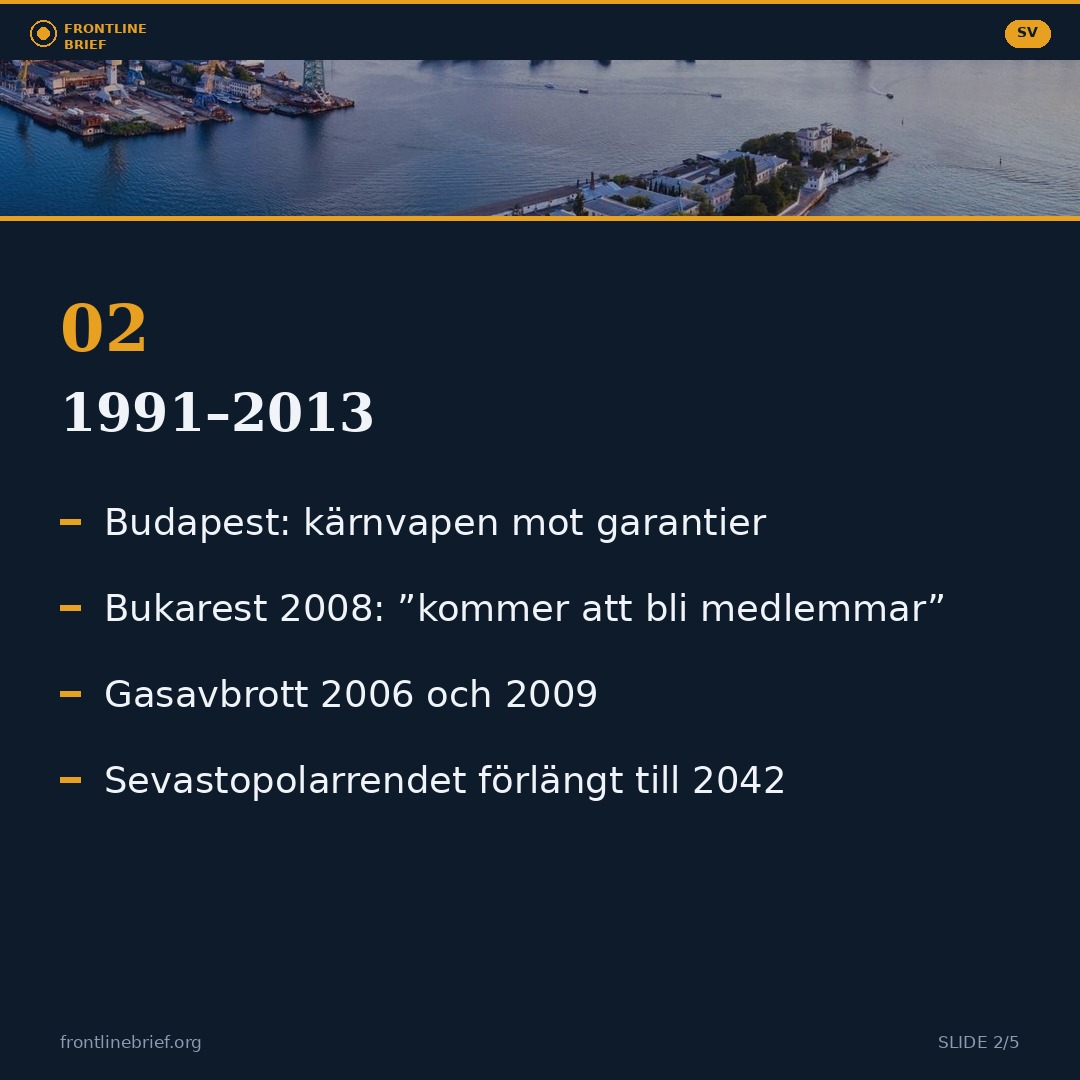 FRONTLINE
BRIEF
SV
02
1991–2013
Budapest: kärnvapen mot garantier
Bukarest 2008: ”kommer att bli medlemmar”
Gasavbrott 2006 och 2009
Sevastopolarrendet förlängt till 2042
frontlinebrief.org
SLIDE 2/5